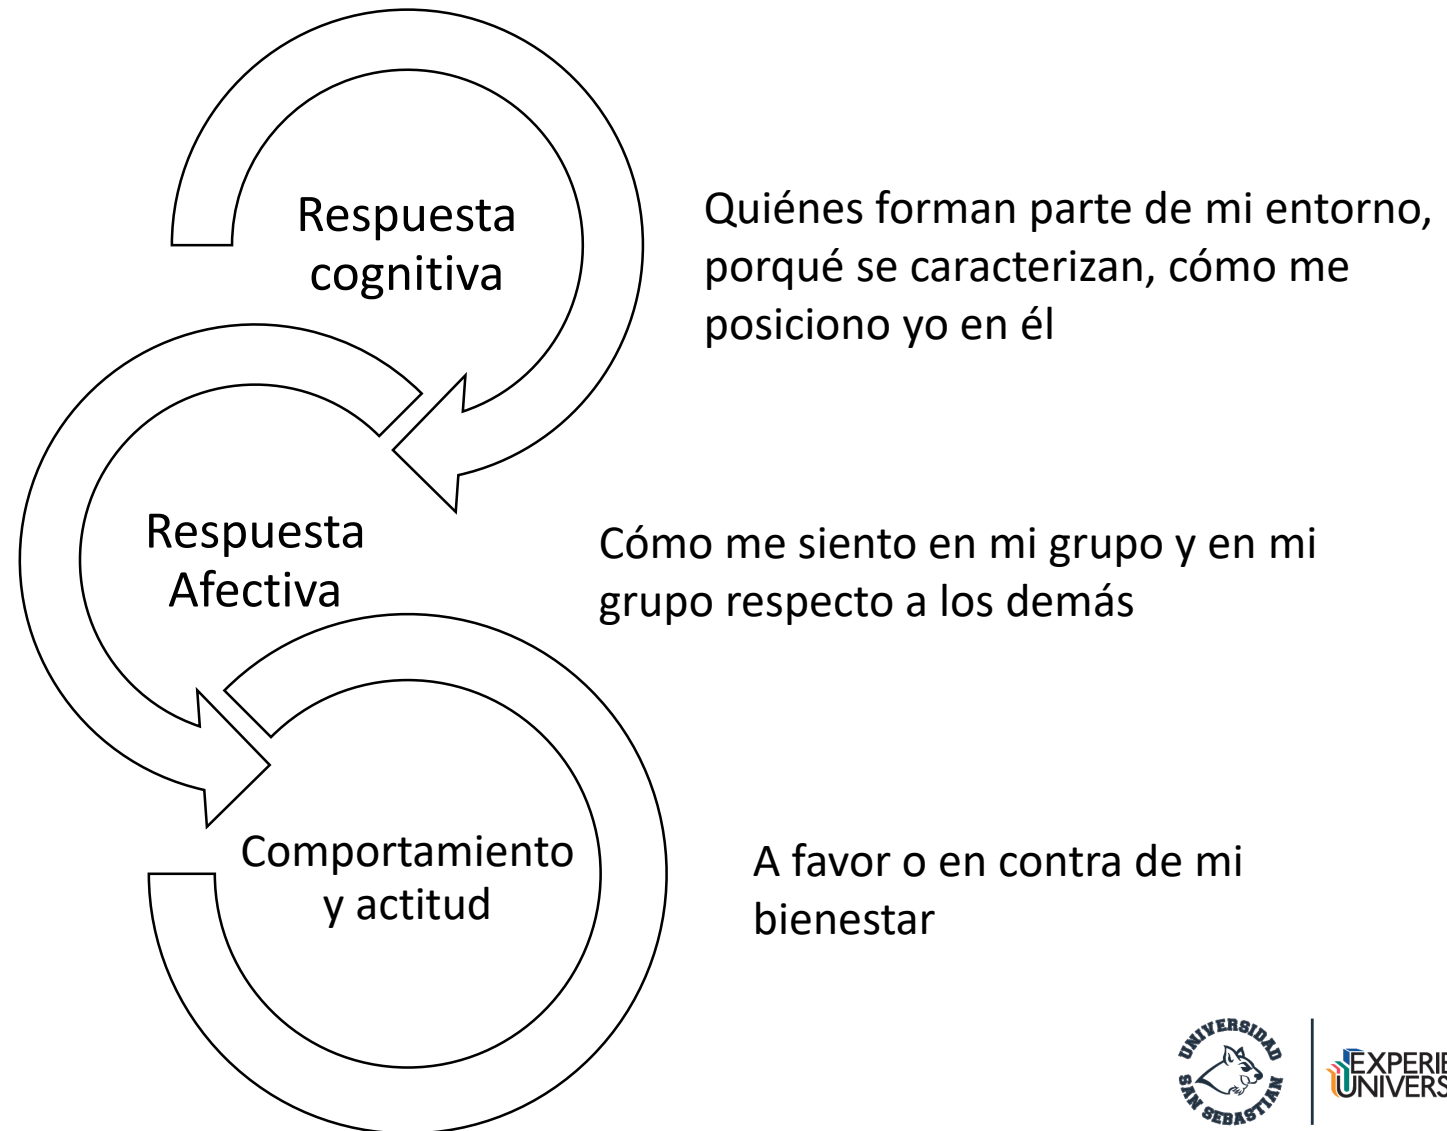 Respuesta
cognitiva
Quiénes forman parte de mi entorno,
porqué se caracterizan, cómo me
posiciono yo en él
Respuesta
Afectiva
Cómo me siento en mi grupo y en mi
grupo respecto a los demás
Comportamiento
y actitud
A favor o en contra de mi
bienestar
UNIVERSIDAD
SAN SEBASTIAN